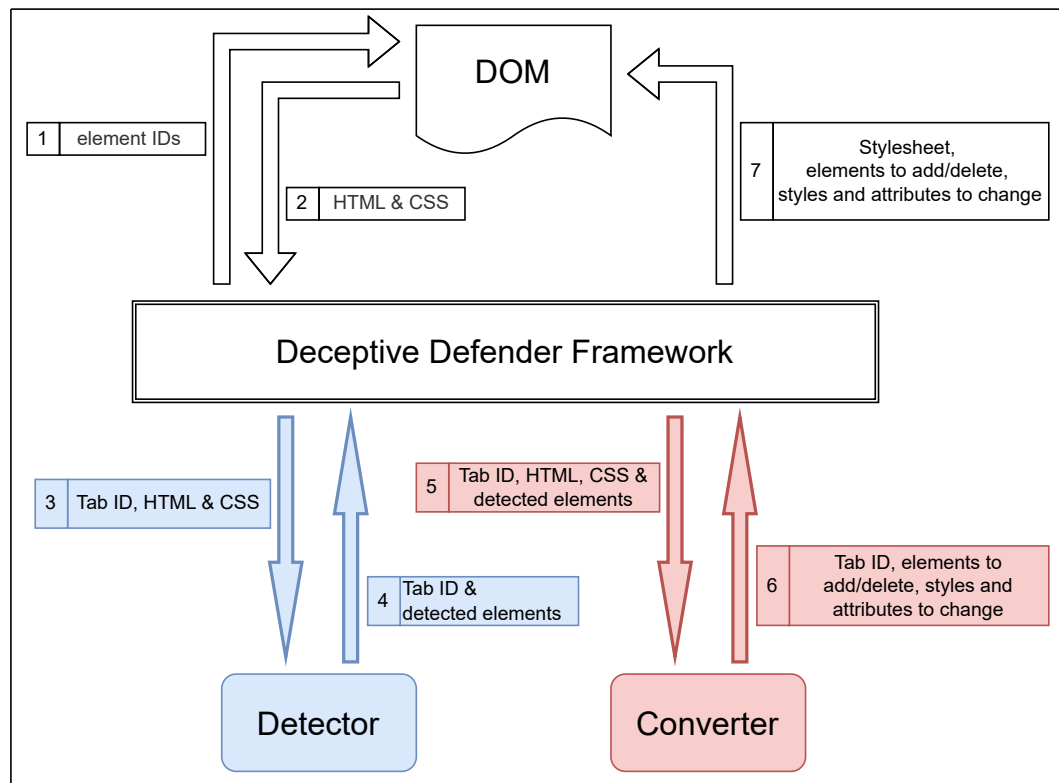 DOM
1 element IDs
2 HTML & CSS
7 Stylesheet,
elements to add/delete,
styles and attributes to change
Deceptive Defender Framework
3 Tab ID, HTML & CSS
4 Tab ID &
detected elements
5 Tab ID, HTML, CSS &
detected elements
6 Tab ID, elements to
add/delete, styles and
attributes to change
Detector
Converter